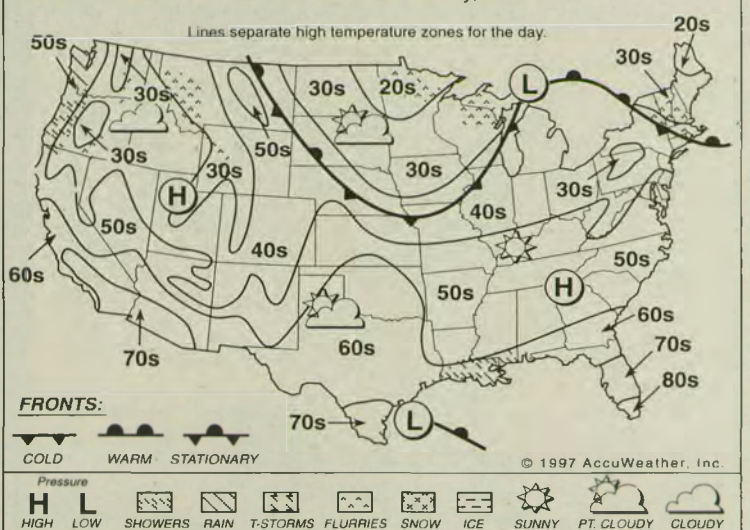 Lines separate high temperature zones for the day.
50s
20s
30s
30s
30s
20s
L
30s
50s
30s
30s
H
30s
40s
50s
40s
50s
60s
50s
H
60s
70s
60s
70s
80s
70s
L
FRONTS:
COLD WARM STATIONARY
© 1997 AccuWeather, Inc.
Pressure
H L
HIGH LOW SHOWERS RAIN T-STORMS FLURRIES SNOW ICE SUNNY PT. CLOUDY CLOUDY